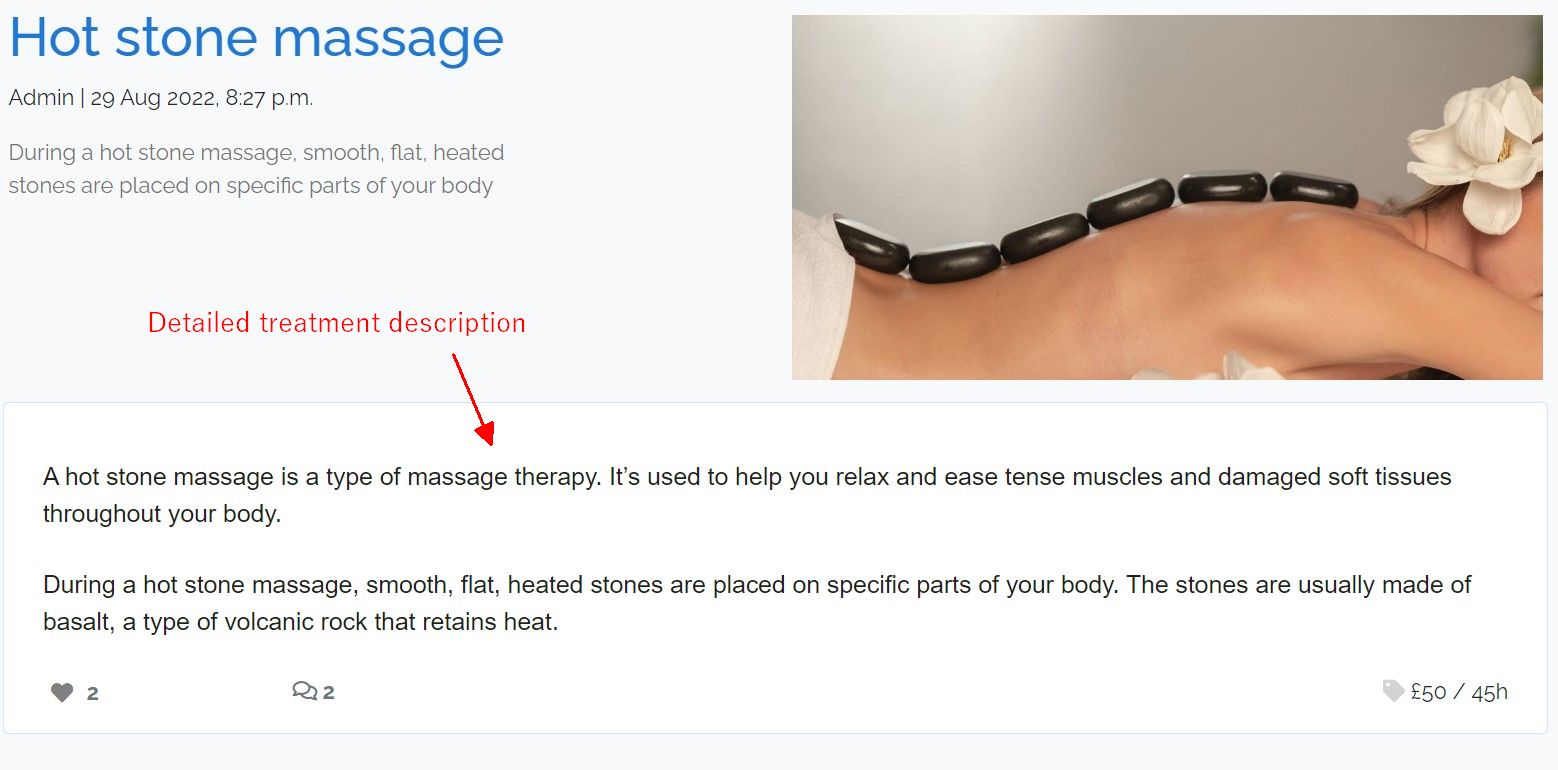 Hot stone massage
Admin | 29 Aug 2022, 8:27 p.m.
During a hot stone massage, smooth, flat, heated
stones are placed on specific parts of your body
Detailed treatment description
A hot stone massage is a type of massage therapy. It’s used to help you relax and ease tense muscles and damaged soft tissues
throughout your body.
During a hot stone massage, smooth, flat, heated stones are placed on specific parts of your body. The stones are usually made of
basalt, a type of volcanic rock that retains heat.
2 2 £50 / 45h